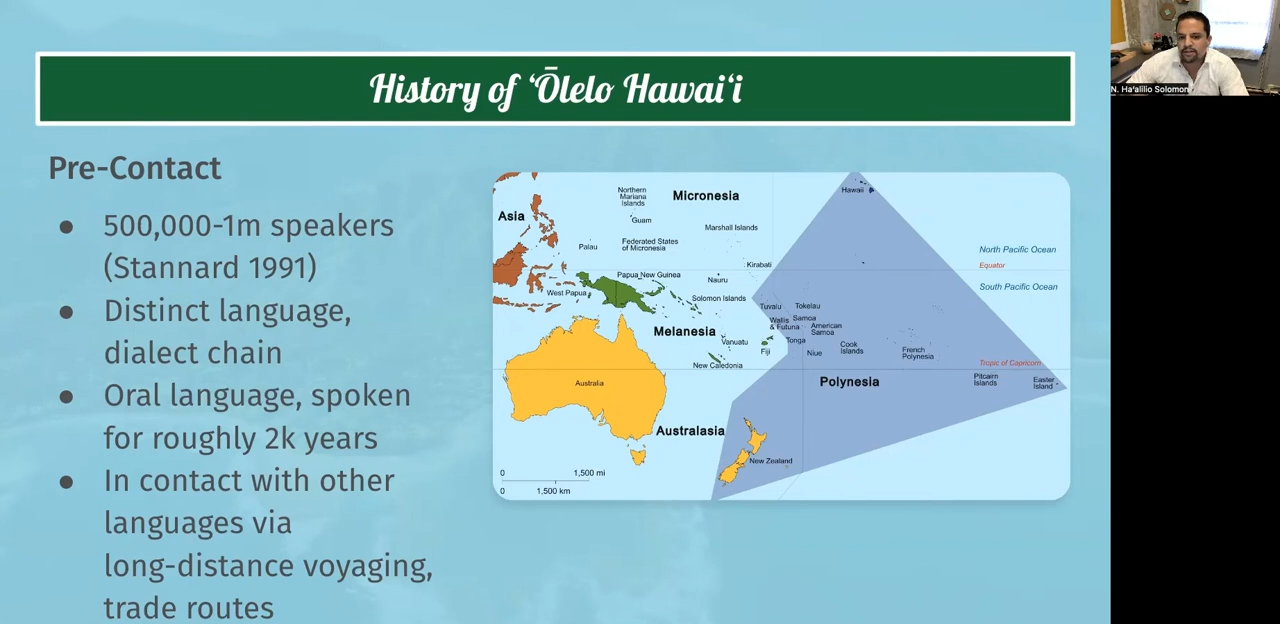 History of ʻŌlelo Hawaiʻi
N. Haʻalilio Solomon
Pre-Contact
● 500,000-1m speakers
(Stannard 1991)
● Distinct language,
dialect chain
● Oral language, spoken
for roughly 2k years
● In contact with other
languages via
long-distance voyaging,
trade routes
Asia
Northern
Mariana
Islands
Micronesia
Hawaii
Guam
Marshall Islands
Palau
Federated States
of Micronesia
North Pacific Ocean
Kirabati
Equator
Papua New Guinea
Nauru
South Pacific Ocean
West Papua
Solomon Islands
Tuvalu
Tokelau
Wallis
& Futuna
Samoa
American
Samoa
Melanesia
Vanuatu
Tonga
Fiji
Niue
Cook
Islands
French
Polynesia
New Caledonia
Tropic of Capricorn
Australia
Polynesia
Pitcairn
Islands
Easter
Island
Australasia
New Zealand
0 1,500 mi
0 1,500 km